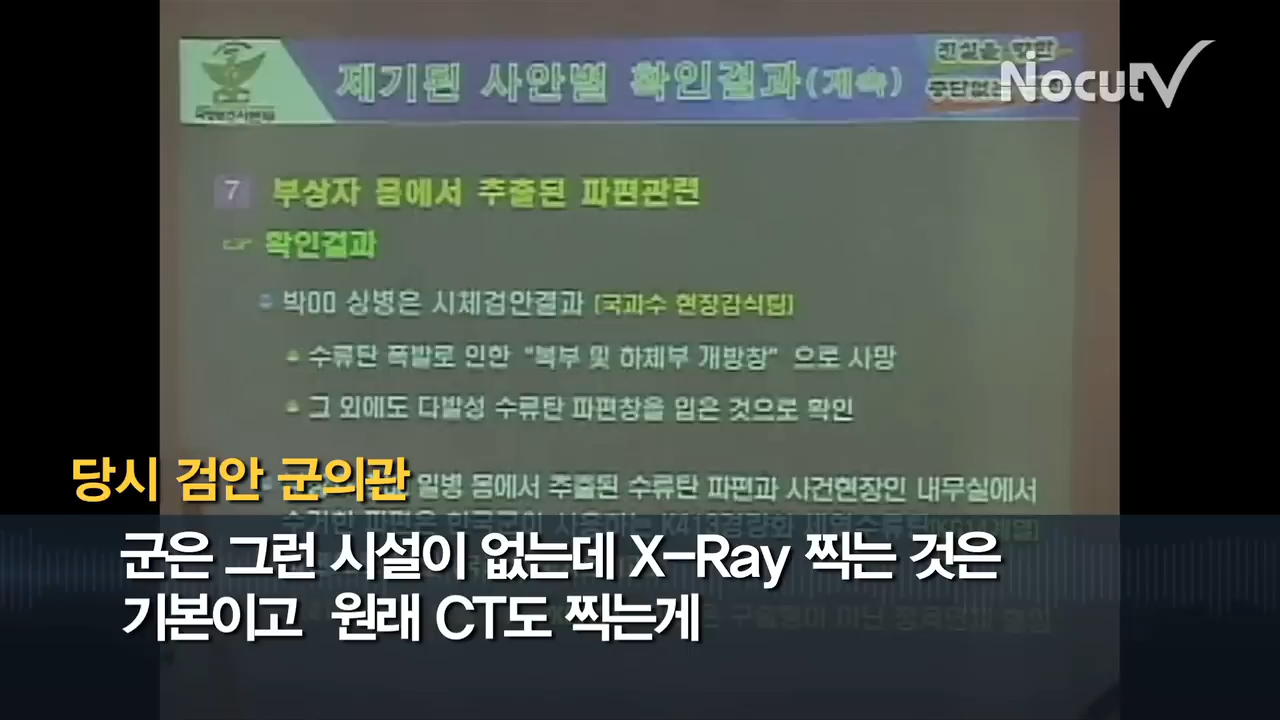 제기된 사안별 확인결과(계속)
진실을 향한
NocuTV
7 부상자 몸에서 추출된 파편관련
☞ 확인결과
박00 상병은 시체검안결과 [국과수 현장감식팀]
수류탄 폭발로 인한 “복부 및 하체부 개방창” 으로 사망
그 외에도 다발성 수류탄 파편창을 입은 것으로 확인
당시 검안 군의관
일병 몸에서 추출된 수류탄 파편과 사건현장인 내무실에서
군은 그런 시설이 없는데 X-Ray 찍는 것은
기본이고 원래 CT도 찍는게